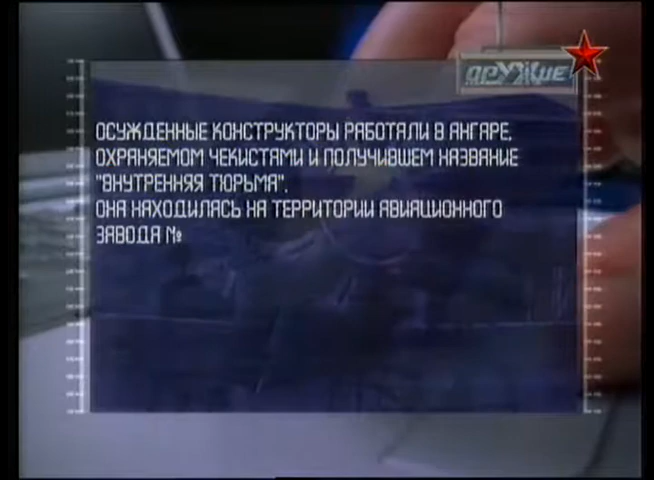 оружие
ОСУЖДЕННЫЕ КОНСТРУКТОРЫ РАБОТАЛИ В АНГАРЕ,
ОХРАНЯЕМОМ ЧЕКИСТАМИ И ПОЛУЧИВШЕМ НАЗВАНИЕ
"ВНУТРЕННЯЯ ТЮРЬМА".
ОНА НАХОДИЛАСЬ НА ТЕРРИТОРИИ АВИАЦИОННОГО
ЗАВОДА №